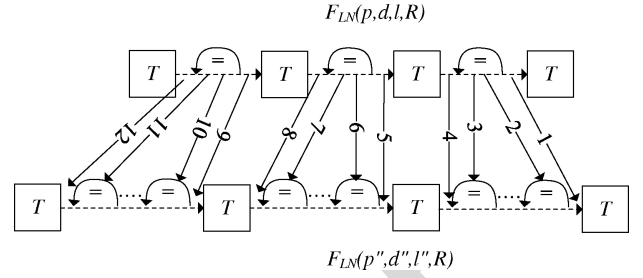 F_LN(p,d,l,R)
= = =
T T T T
12 11 10 9 8 7 6 5 4 3 2 1
= ..... = = ..... = = ..... =
T T T T
F_LN(p",d",l",R)